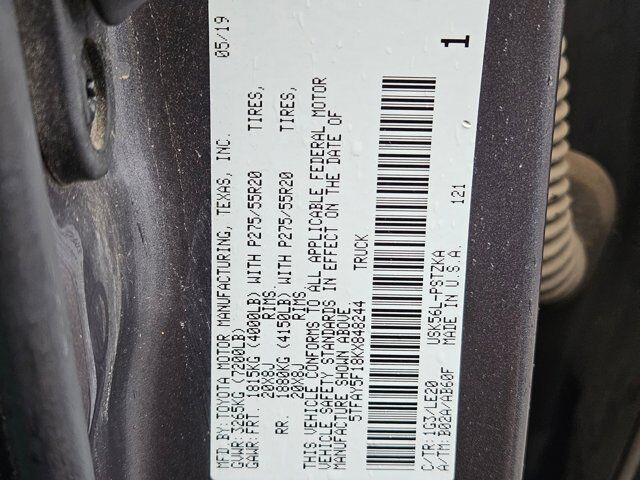 MFD.BY: TOYOTA MOTOR MANUFACTURING, TEXAS, INC. 05/19
GVWR: 3265KG (7200LB)
GAWR: FRT. 1815KG (4000LB) WITH P275/55R20 TIRES,
20X8J RIMS,
RR. 1880KG (4150LB) WITH P275/55R20 TIRES,
20X8J RIMS.
THIS VEHICLE CONFORMS TO ALL APPLICABLE FEDERAL MOTOR
VEHICLE SAFETY STANDARDS IN EFFECT ON THE DATE OF
MANUFACTURE SHOWN ABOVE.
5TFAY5F18KX848244 TRUCK
C/TR: 1G3/LE20 USK56L-PSTZKA 121
A/TM: B02A/AB60F MADE IN U.S.A. 1